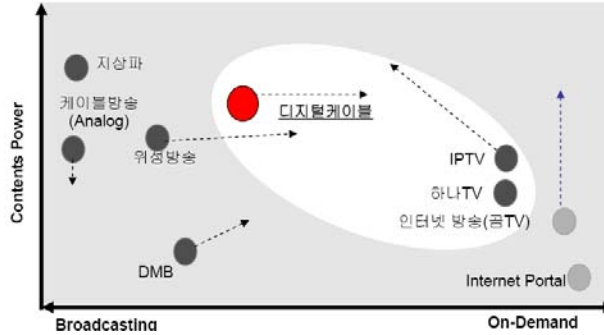 Contents Power
지상파
케이블방송
(Analog)
위성방송
디지털케이블
IPTV
하나TV
인터넷 방송(곰TV)
DMB
Internet Portal
Broadcasting
On-Demand